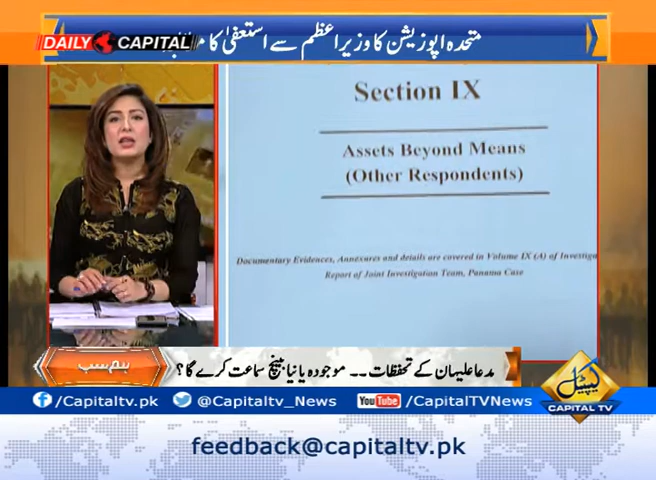 متحدہ اپوزیشن کا وزیراعظم سے استعفیٰ کا
DAILY CAPITAL
Section IX
Assets Beyond Means
(Other Respondents)
Documentary Evidences, Annexures and details are covered in Volume IX (A) of Investiga
Report of Joint Investigation Team, Panama Case
ہم سب
مدعا علیہان کے تحفظات .. موجودہ یا نیا بینچ سماعت کرے گا؟
کیپیٹل
CAPITAL TV
/Capitaltv.pk
@Capitaltv_News
YouTube /CapitalTVNews
feedback@capitaltv.pk